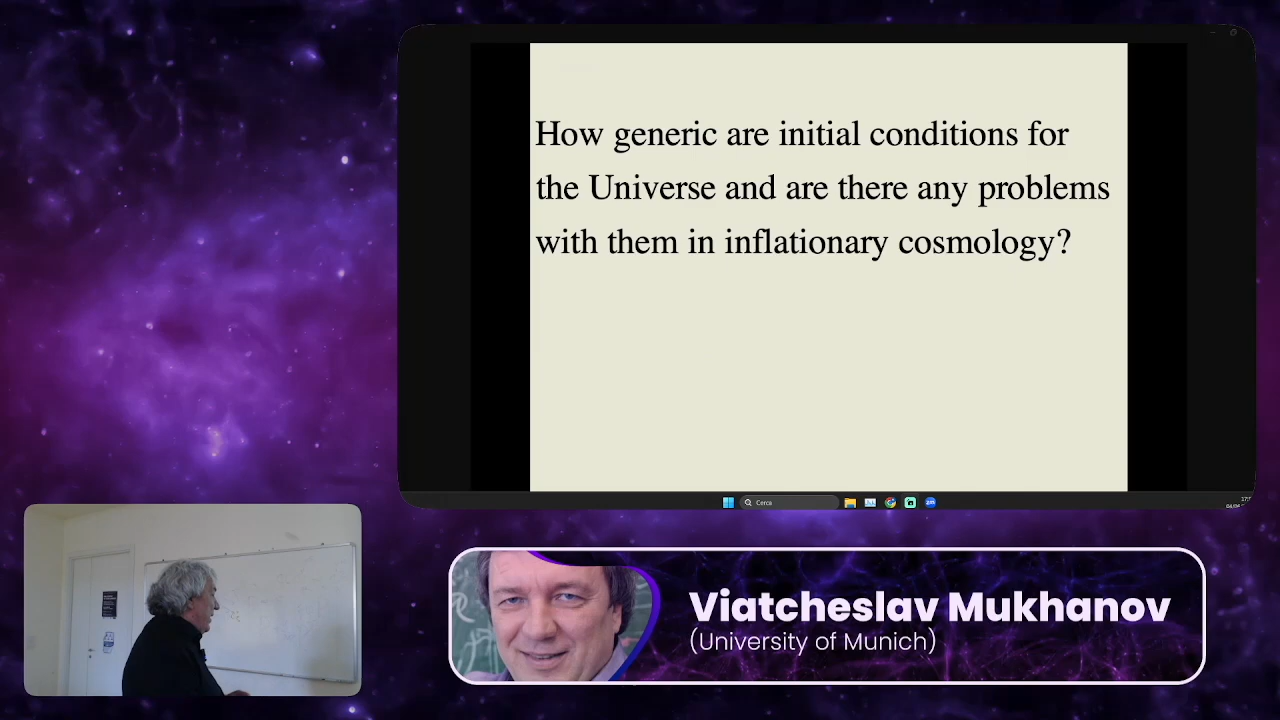 How generic are initial conditions for
the Universe and are there any problems
with them in inflationary cosmology?
Cerca
Viatcheslav Mukhanov
(University of Munich)